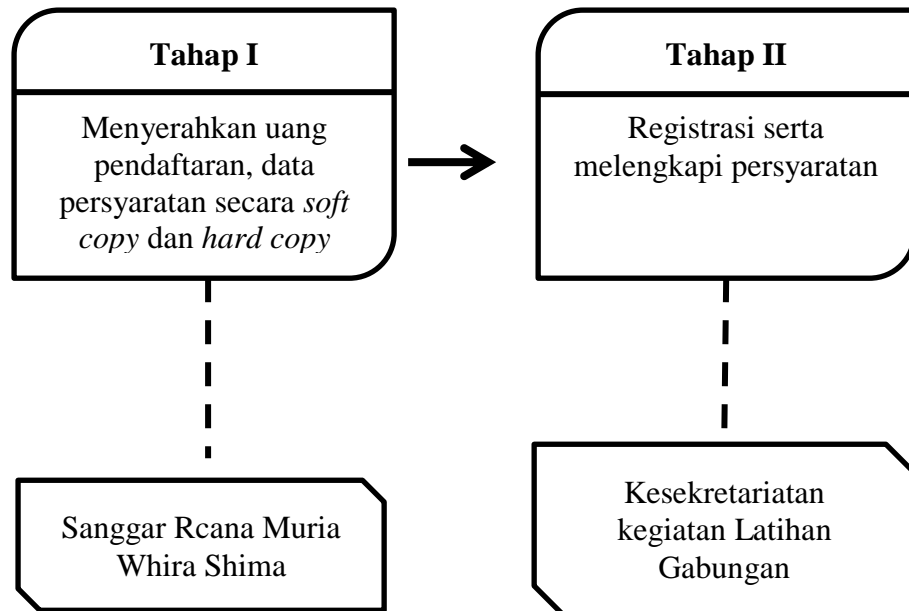 Tahap I
Menyerahkan uang
pendaftaran, data
persyaratan secara soft
copy dan hard copy
Tahap II
Registrasi serta
melengkapi persyaratan
Sanggar Rcana Muria
Whira Shima
Kesekretariatan
kegiatan Latihan
Gabungan